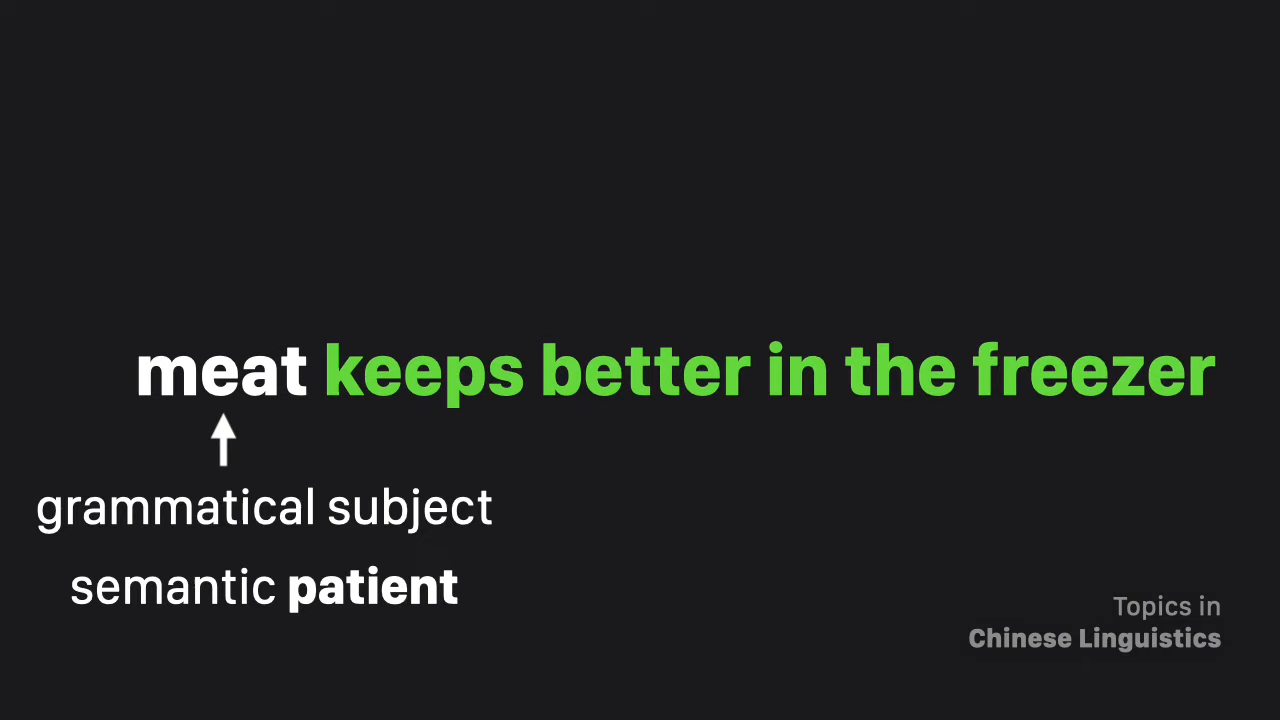 meat keeps better in the freezer
grammatical subject
semantic patient
Topics in
Chinese Linguistics